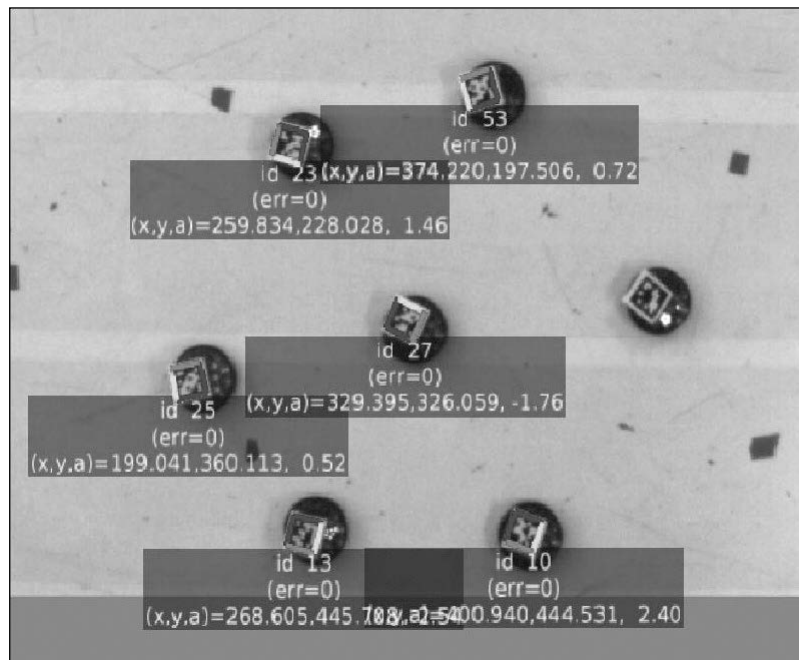 id 53
(err=0)
(x,y,a)=374.220,197.506, 0.72
id 23
(err=0)
(x,y,a)=259.834,228.028, 1.46
id 27
(err=0)
(x,y,a)=329.395,326.059, -1.76
id 25
(err=0)
(x,y,a)=199.041,360.113, 0.52
id 13
(err=0)
(x,y,a)=268.605,
id 10
(err=0)
400.940,444.531, 2.40